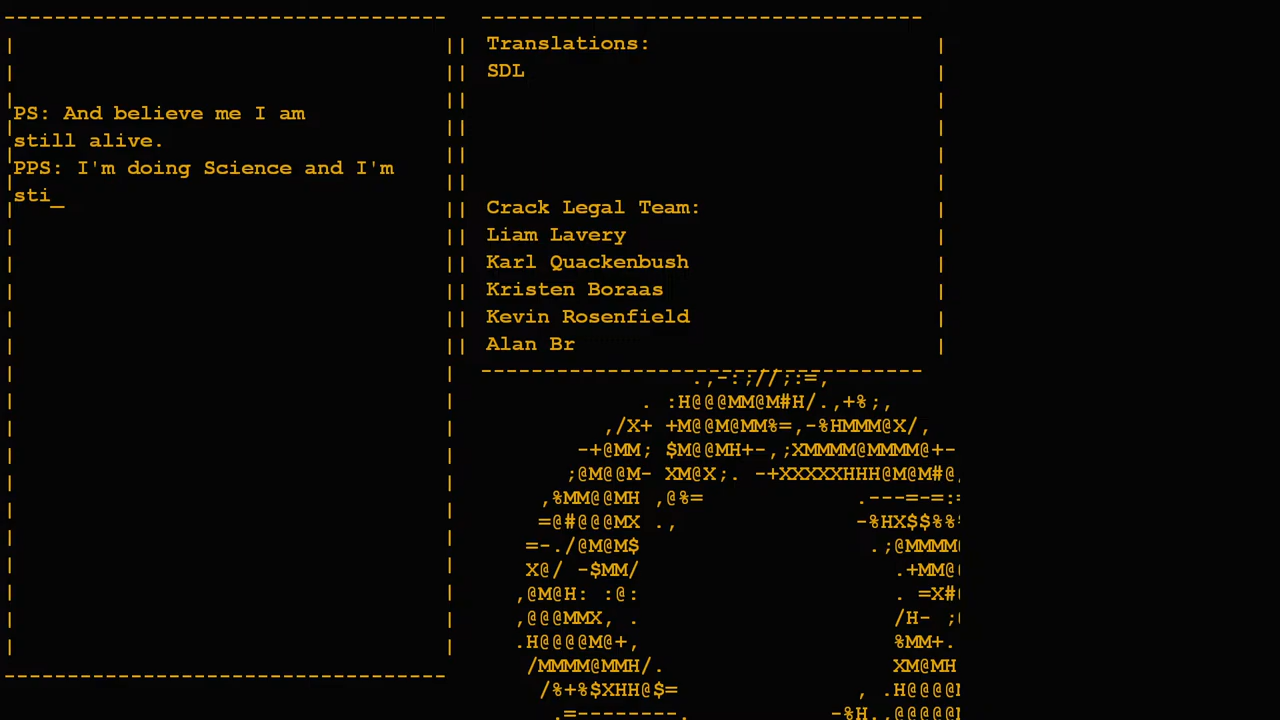 PS: And believe me I am
still alive.
PPS: I'm doing Science and I'm
sti_
Translations:
SDL
Crack Legal Team:
Liam Lavery
Karl Quackenbush
Kristen Boraas
Kevin Rosenfield
Alan Br